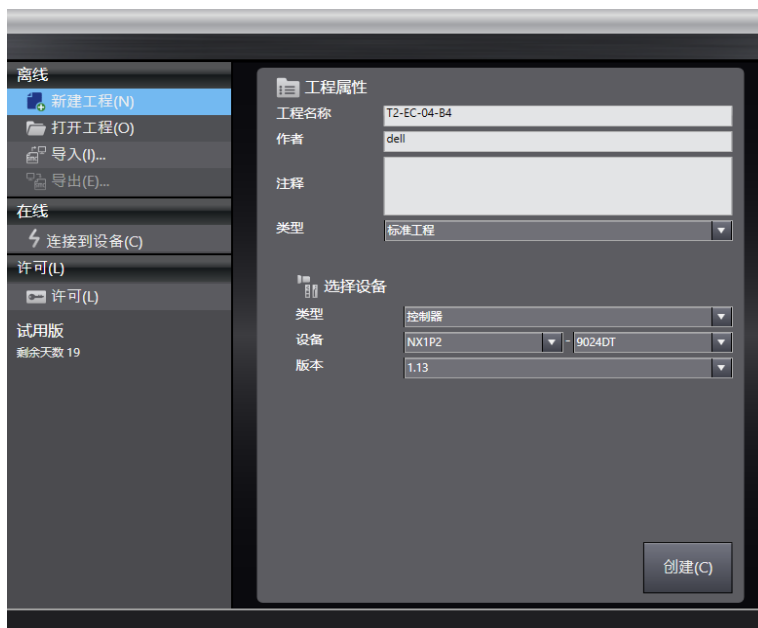 离线
新建工程(N)
打开工程(O)
导入(I)...
导出(E)...
在线
连接到设备(C)
许可(L)
许可(L)
试用版
剩余天数 19
工程属性
工程名称 T2-EC-04-B4
作者 dell
注释
类型 标准工程
选择设备
类型 控制器
设备 NX1P2 - 9024DT
版本 1.13
创建(C)